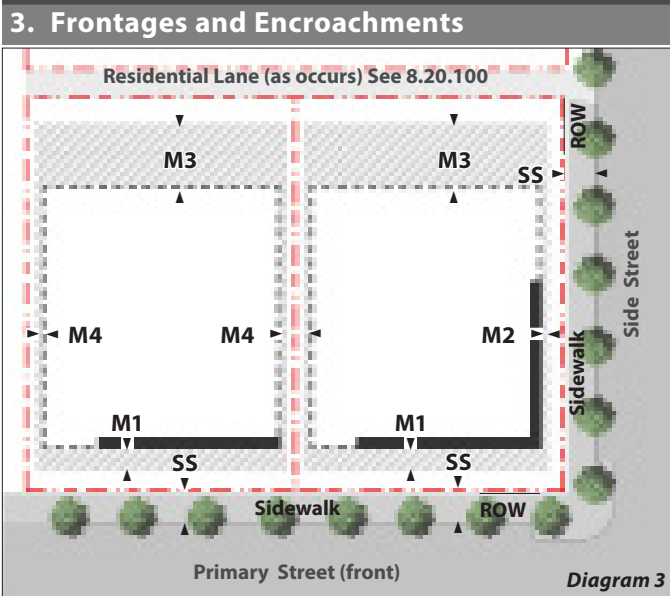 3. Frontages and Encroachments
Residential Lane (as occurs) See 8.20.100
ROW
M3
M3
SS
Side Street
M4
M4
M2
Sidewalk
M1
M1
SS
SS
Sidewalk
ROW
Primary Street (front)
Diagram 3